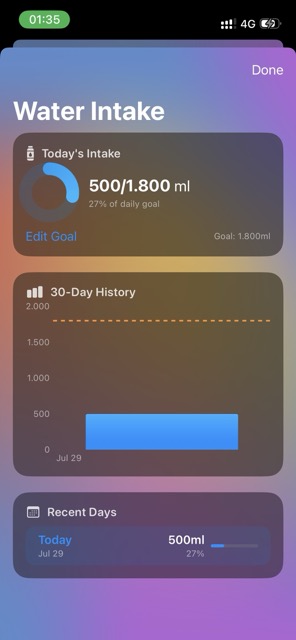 01:35
4G
Done
Water Intake
Today's Intake
500/1.800 ml
27% of daily goal
Edit Goal
Goal: 1.800ml
30-Day History
2.000
1.500
1.000
500
0
Jul 29
Recent Days
Today
500ml
Jul 29
27%